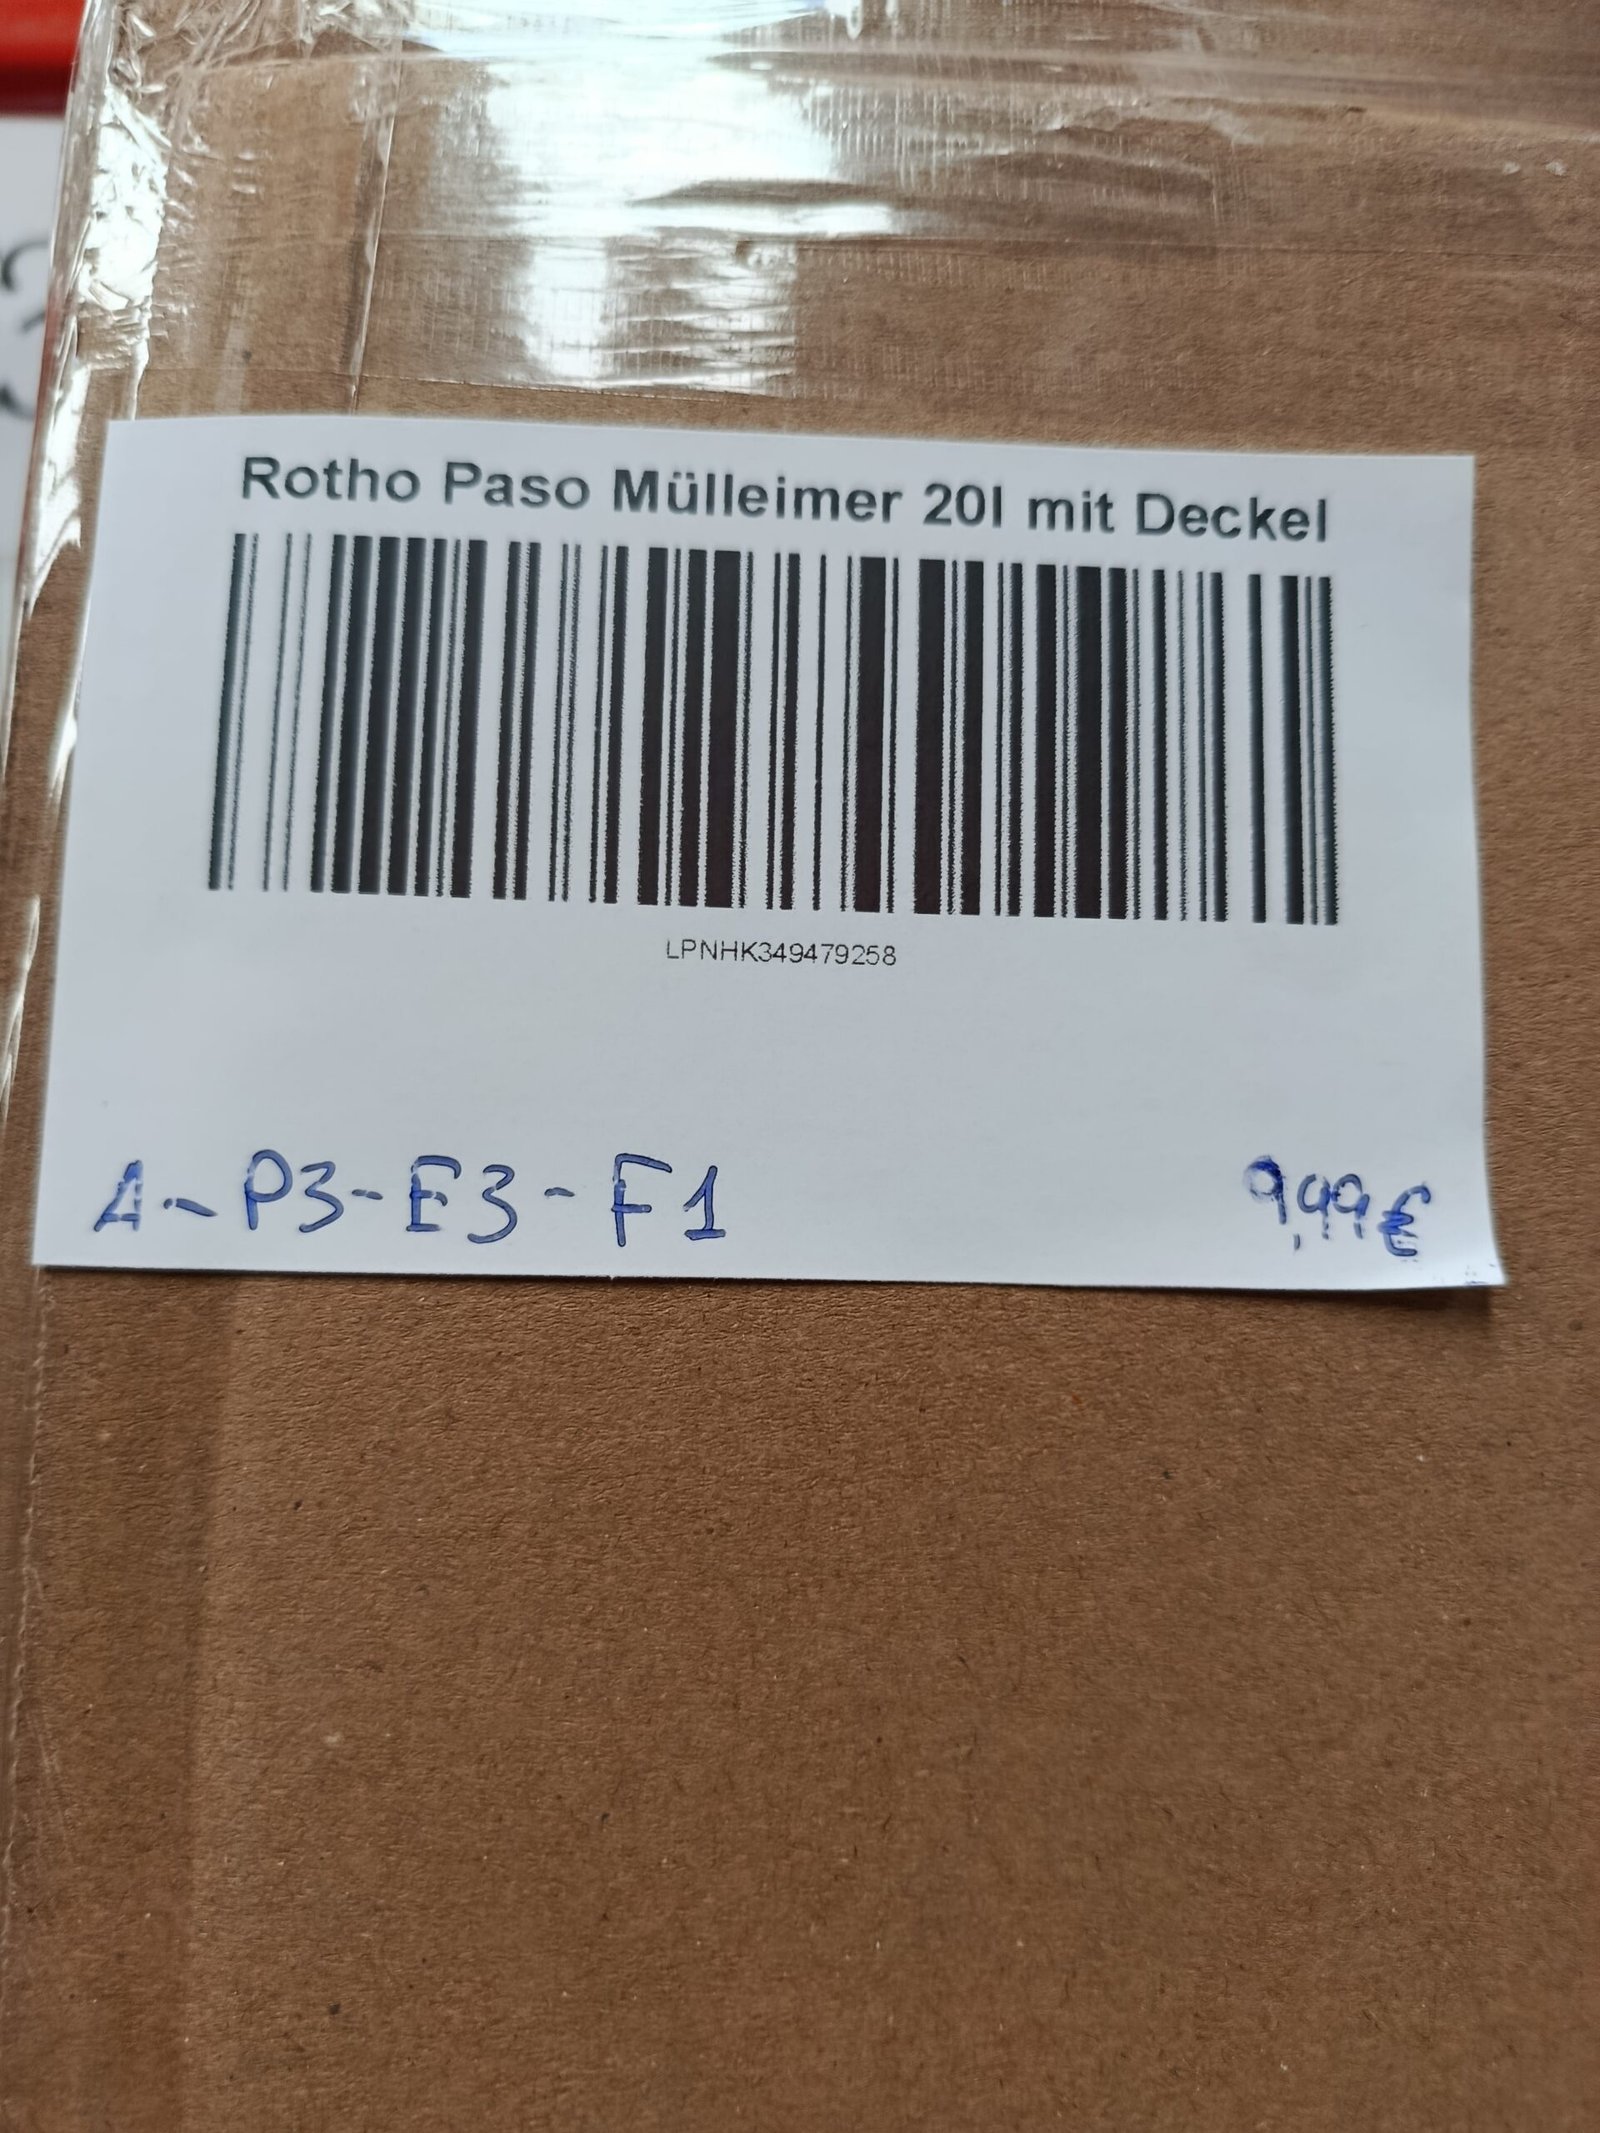 Rotho Paso Mülleimer 20l mit Deckel
LPNHK349479258
A-P3-E3-F1
9,99€